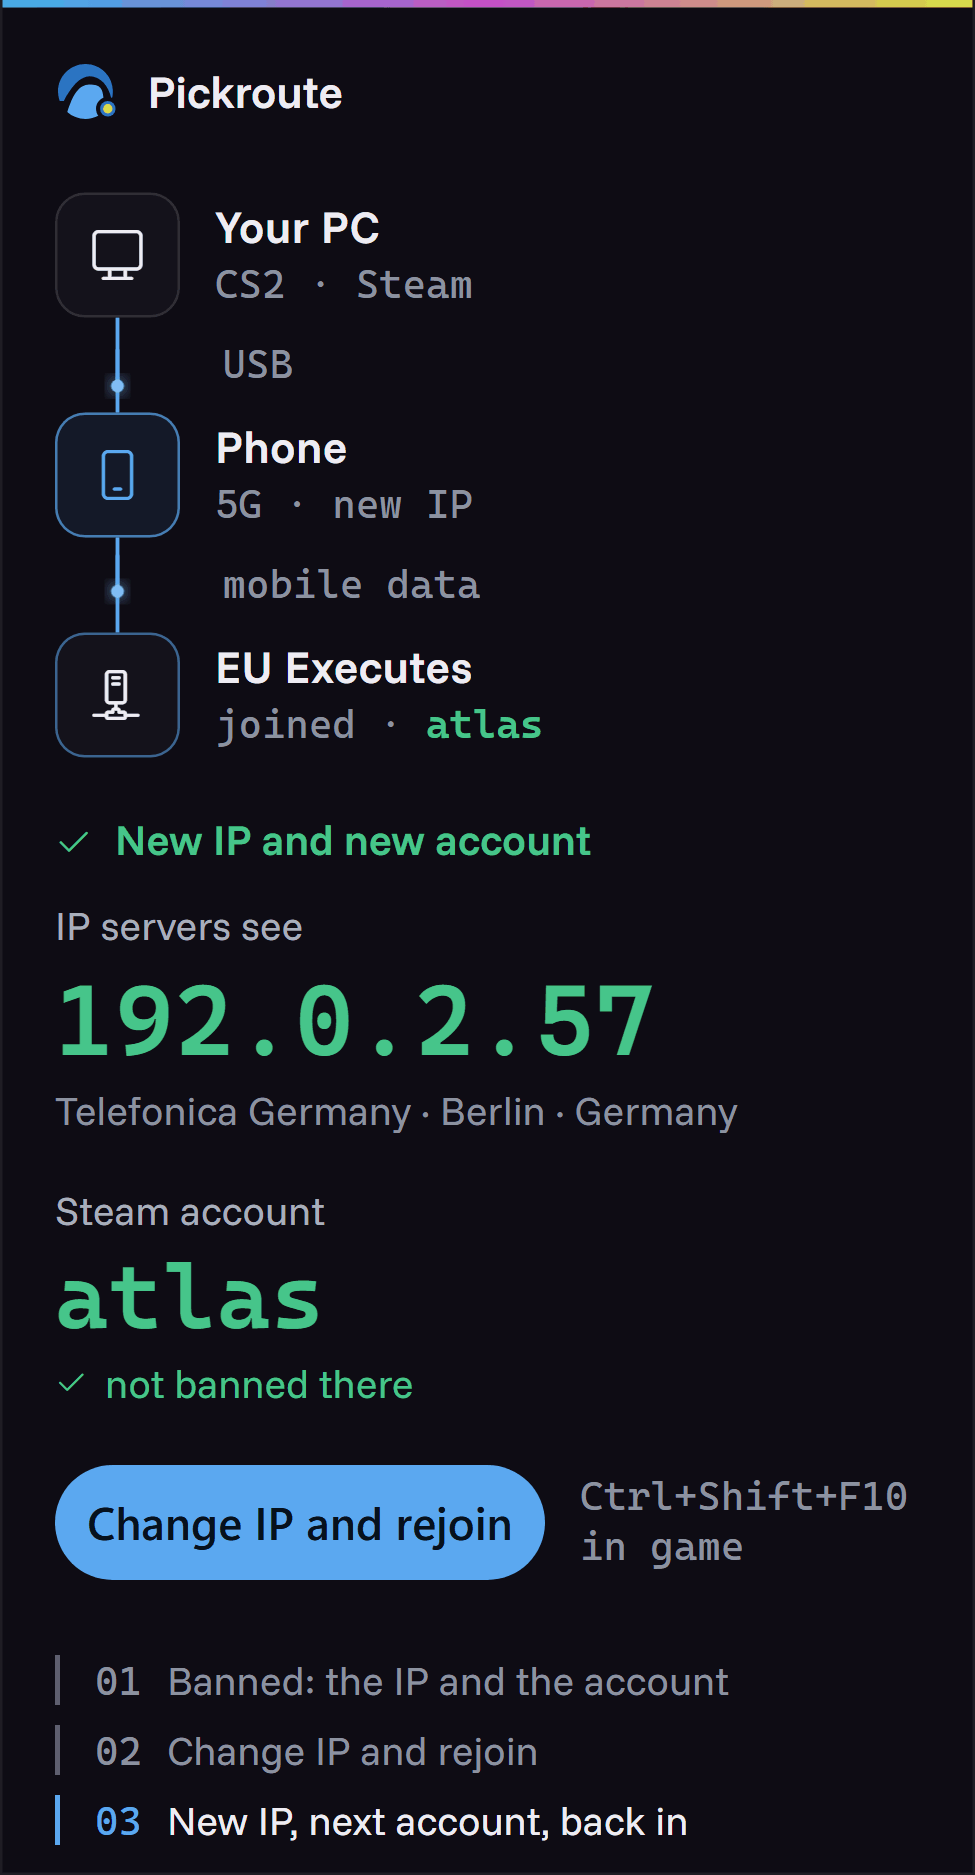 Pickroute
Your PC
CS2 · Steam
USB
Phone
5G · new IP
mobile data
EU Executes
joined · atlas
✓ New IP and new account
IP servers see
192.0.2.57
Telefonica Germany · Berlin · Germany
Steam account
atlas
✓ not banned there
Change IP and rejoin
Ctrl+Shift+F10
in game
01 Banned: the IP and the account
02 Change IP and rejoin
03 New IP, next account, back in